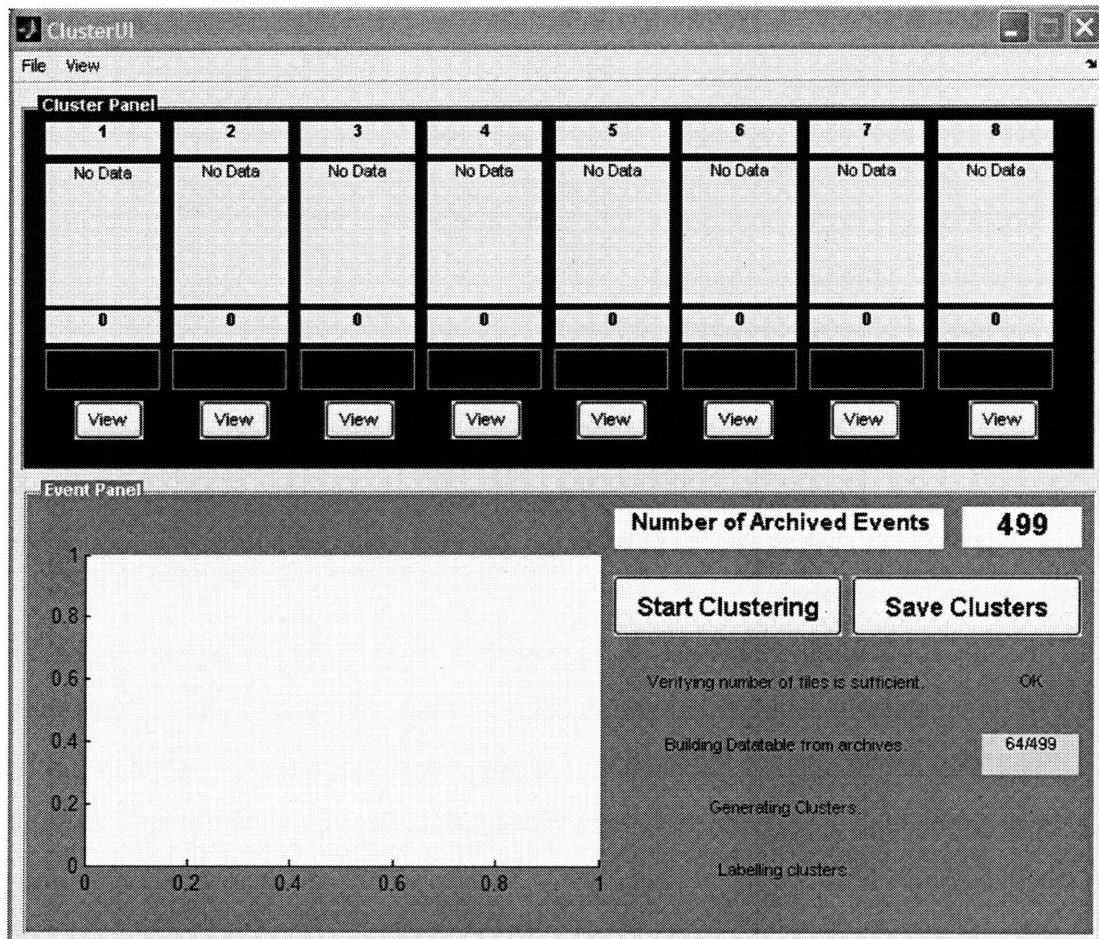 ClusterUI
File View
Cluster Panel
1 2 3 4 5 6 7 8
No Data No Data No Data No Data No Data No Data No Data No Data
0 0 0 0 0 0 0 0
View View View View View View View View
Event Panel
Number of Archived Events 499
Start Clustering Save Clusters
Verifying number of files is sufficient. OK
Building Datatable from archives. 64/499
Generating Clusters.
Labelling clusters.
1
0.8
0.6
0.4
0.2
0
0 0.2 0.4 0.6 0.8 1